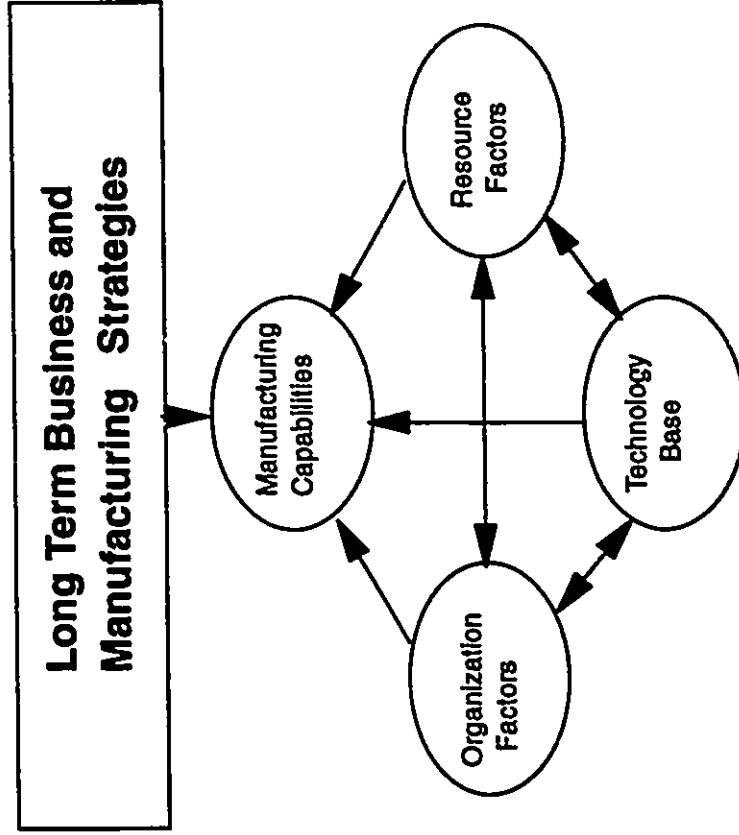 Long Term Business and
Manufacturing Strategies
Manufacturing
Capabilities
Organization
Factors
Resource
Factors
Technology
Base